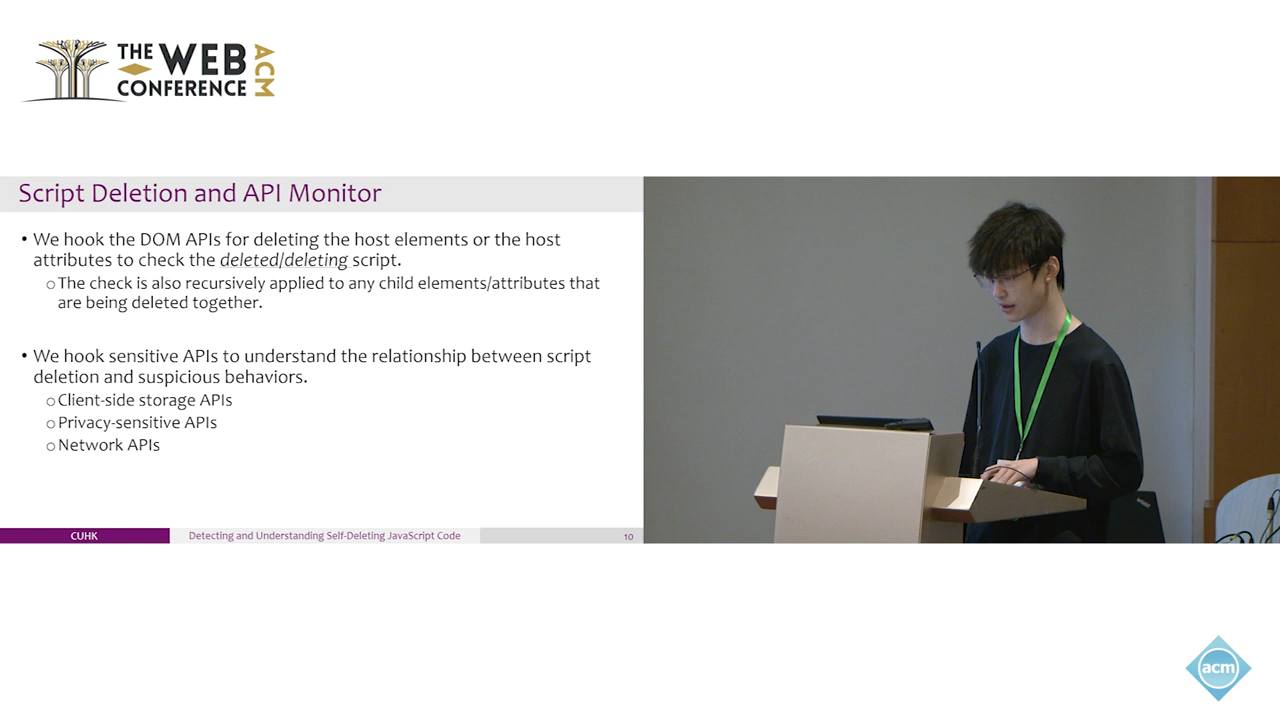 THE WEB
CONFERENCE
ACM
Script Deletion and API Monitor
• We hook the DOM APIs for deleting the host elements or the host
attributes to check the deleted/deleting script.
○ The check is also recursively applied to any child elements/attributes that
are being deleted together.
• We hook sensitive APIs to understand the relationship between script
deletion and suspicious behaviors.
○ Client-side storage APIs
○ Privacy-sensitive APIs
○ Network APIs
CUHK
Detecting and Understanding Self-Deleting JavaScript Code
10
acm